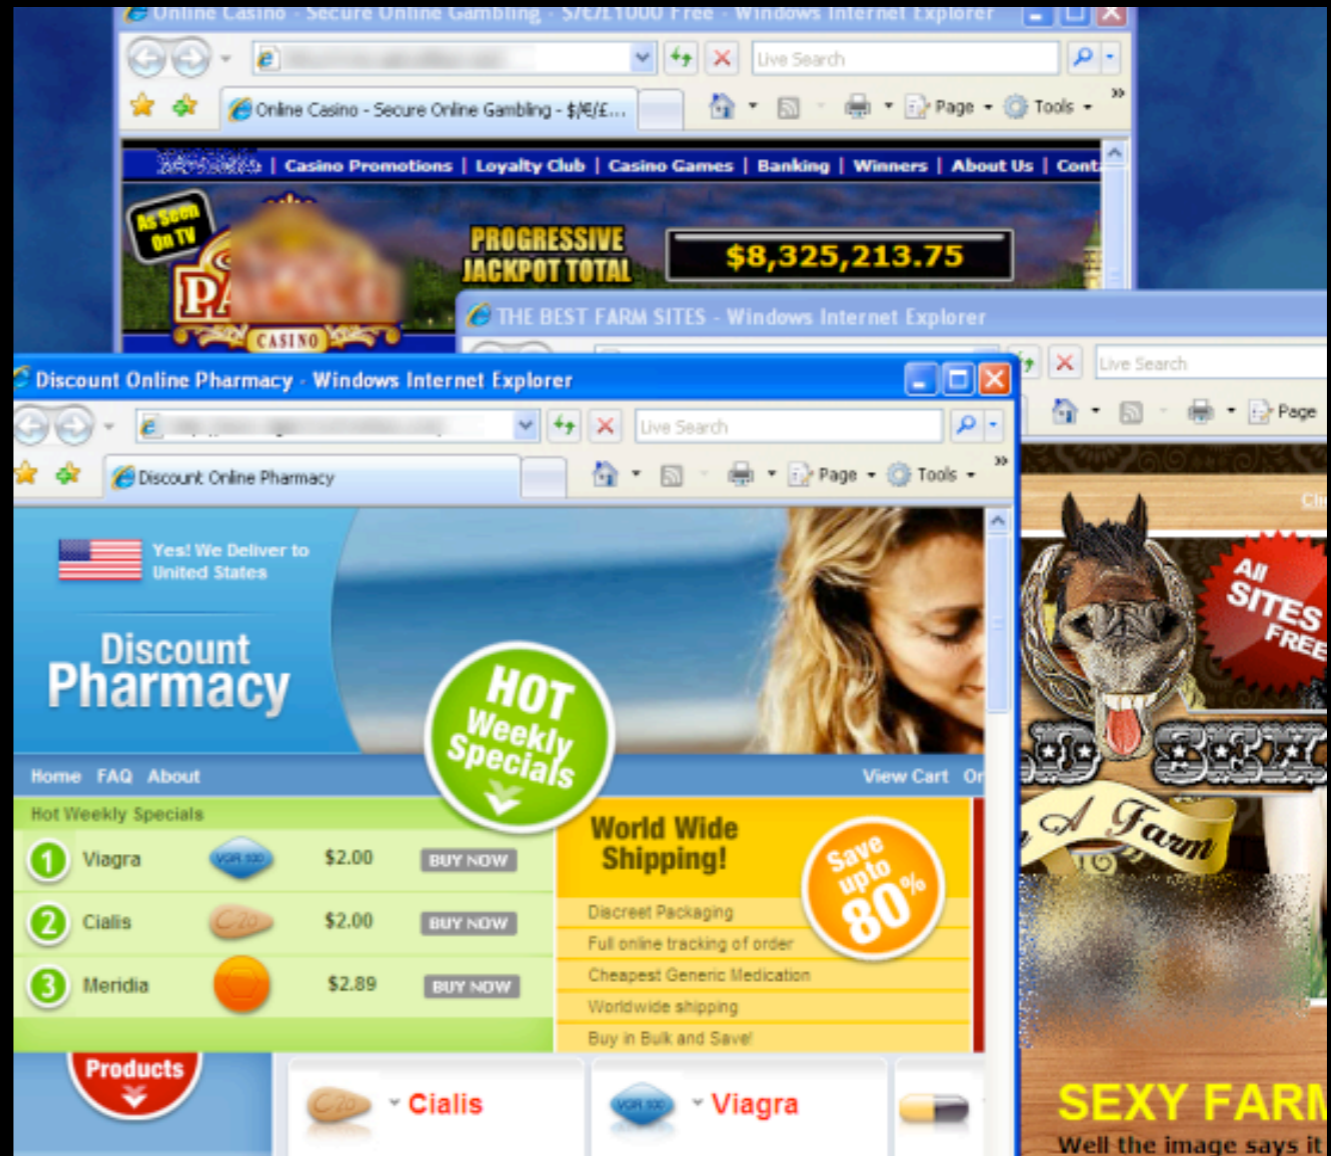 Online Casino - Secure Online Gambling - $/€/£1000 Free - Windows Internet Explorer
Live Search
Online Casino - Secure Online Gambling - $/€/£...
Page
Tools
Casino Promotions | Loyalty Club | Casino Games | Banking | Winners | About Us |
As Seen
On TV
PROGRESSIVE
JACKPOT TOTAL
$8,325,213.75
CASINO
THE BEST FARM SITES - Windows Internet Explorer
Live Search
Page
Discount Online Pharmacy - Windows Internet Explorer
Live Search
Discount Online Pharmacy
Page
Tools
Yes! We Deliver to
United States
Discount
Pharmacy
HOT
Weekly
Specials
Home FAQ About
View Cart
Hot Weekly Specials
1 Viagra VGR 100 $2.00 BUY NOW
2 Cialis C 20 $2.00 BUY NOW
3 Meridia $2.89 BUY NOW
World Wide
Shipping!
Save
upto
80%
Discreet Packaging
Full online tracking of order
Cheapest Generic Medication
Worldwide shipping
Buy in Bulk and Save!
Products
C 20 Cialis
VGR 100 Viagra
All
SITES
FREE
A Farm
SEXY FARM
Well the image says it